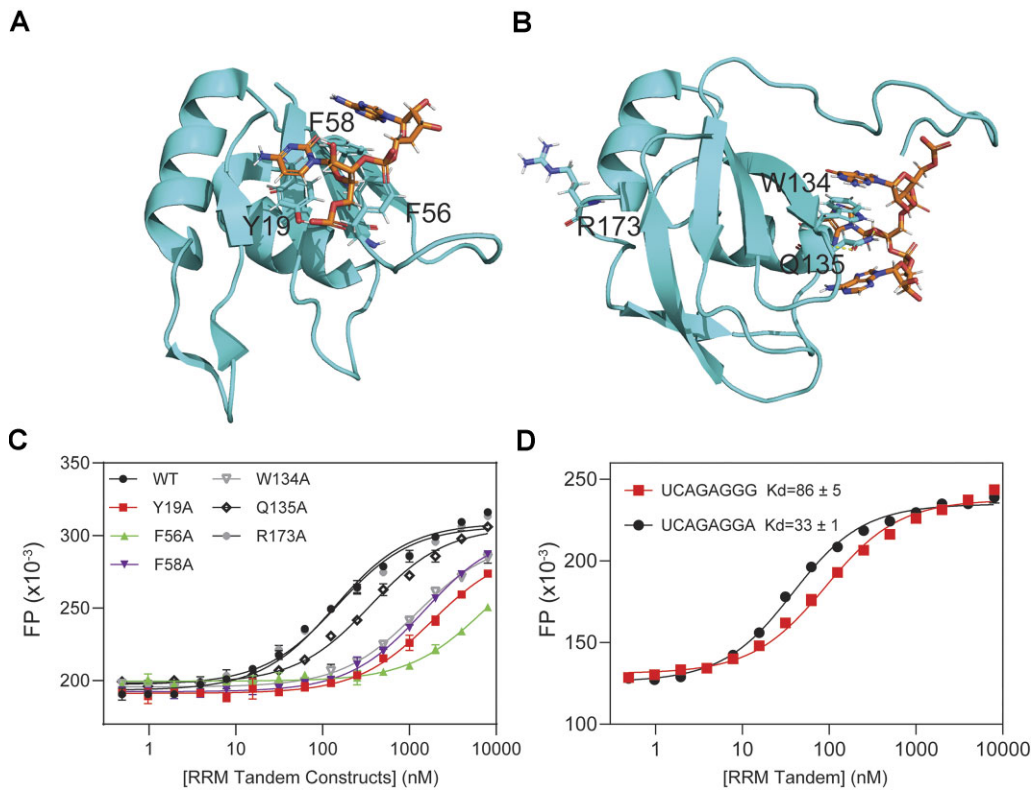 A
B
F58
Y19
F56
W134
R173
Q135
C
350
300
250
200
FP (x10⁻³)
WT
Y19A
F56A
F58A
W134A
Q135A
R173A
1
10
100
1000
10000
[RRM Tandem Constructs] (nM)
D
250
200
150
100
FP (x10⁻³)
UCAGAGGG Kd=86 ± 5
UCAGAGGA Kd=33 ± 1
1
10
100
1000
10000
[RRM Tandem] (nM)